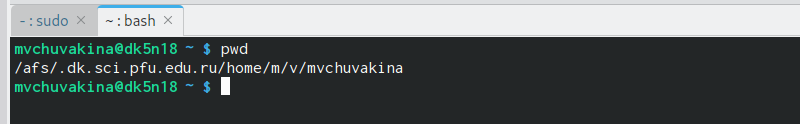 -:sudo × ~:bash ×
mvchuvakina@dk5n18 ~ $ pwd
/afs/.dk.sci.pfu.edu.ru/home/m/v/mvchuvakina
mvchuvakina@dk5n18 ~ $